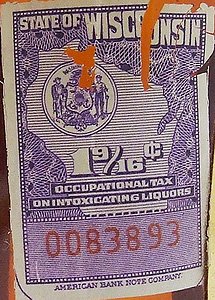 STATE OF WISCONSIN
1 9/16 ¢
OCCUPATIONAL TAX
ON INTOXICATING LIQUORS
0083893
AMERICAN BANK NOTE COMPANY